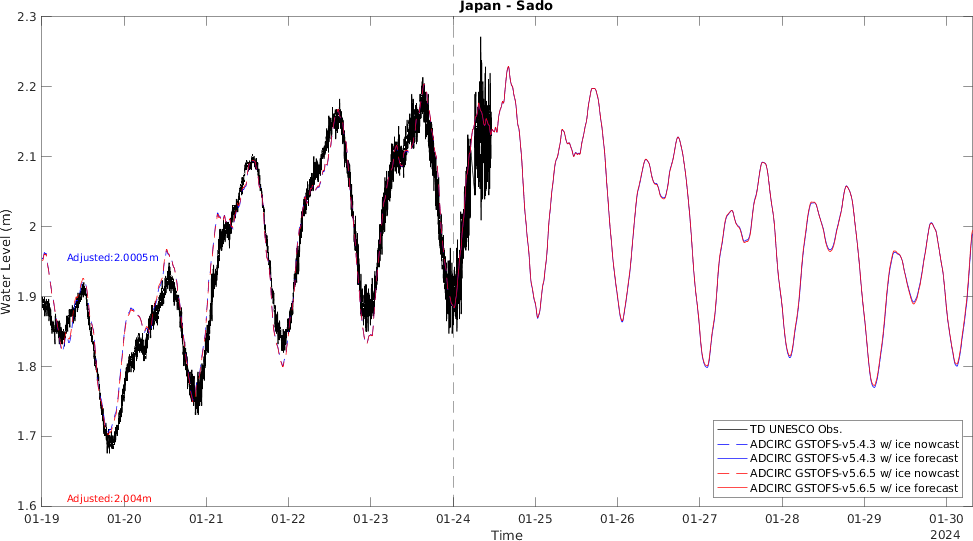 Japan - Sado
2.3
2.2
2.1
2
1.9
1.8
1.7
1.6
Water Level (m)
Adjusted:2.0005m
Adjusted:2.004m
TD UNESCO Obs.
ADCIRC GSTOFS-v5.4.3 w/ ice nowcast
ADCIRC GSTOFS-v5.4.3 w/ ice forecast
ADCIRC GSTOFS-v5.6.5 w/ ice nowcast
ADCIRC GSTOFS-v5.6.5 w/ ice forecast
01-19 01-20 01-21 01-22 01-23 01-24 01-25 01-26 01-27 01-28 01-29 01-30
Time
2024